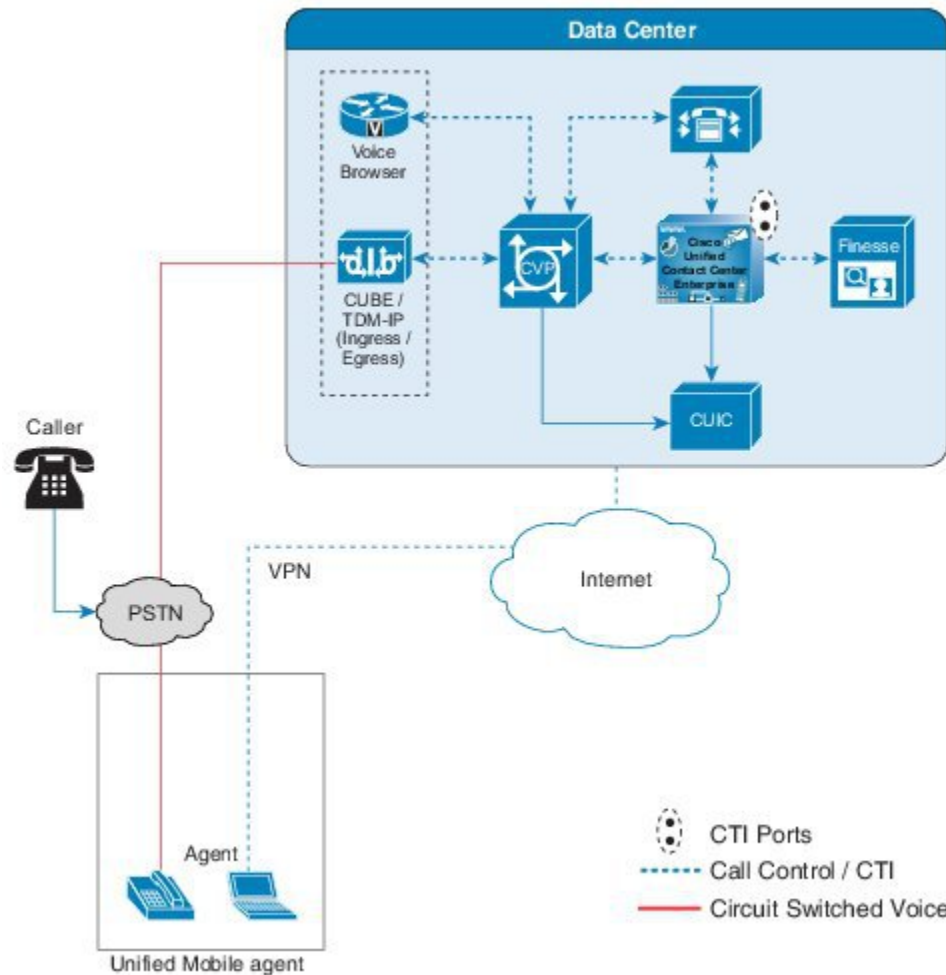 Data Center
V
Voice
Browser
CUBE /
TDM-IP
(Ingress /
Egress)
CVP
Cisco
Unified
Contact Center
Enterprise
Finesse
CUIC
Caller
PSTN
VPN
Internet
Agent
Unified Mobile agent
CTI Ports
Call Control / CTI
Circuit Switched Voice